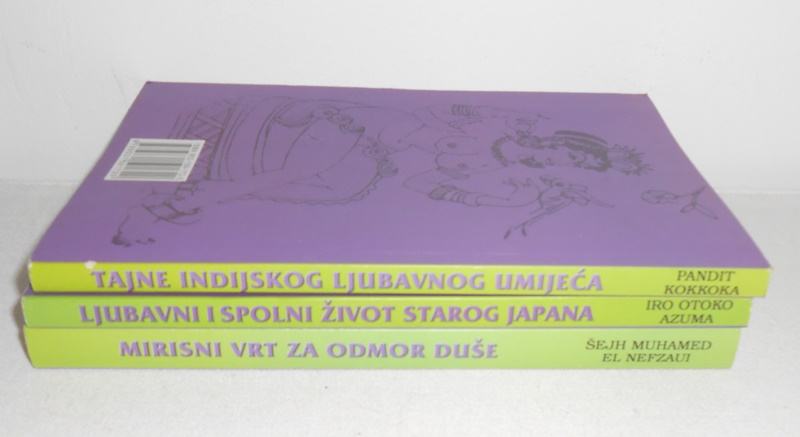 TAJNE INDIJSKOG LJUBAVNOG UMIJEĆA
PANDIT
KOKKOKA
LJUBAVNI I SPOLNI ŽIVOT STAROG JAPANA
IRO OTOKO
AZUMA
MIRISNI VRT ZA ODMOR DUŠE
ŠEJH MUHAMED
EL NEFZAUI